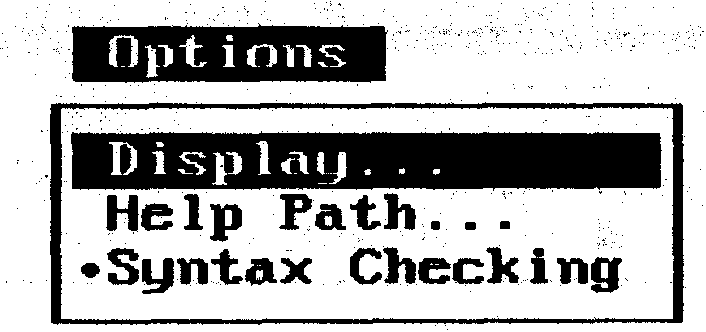 Options
Display...
Help Path...
•Syntax Checking